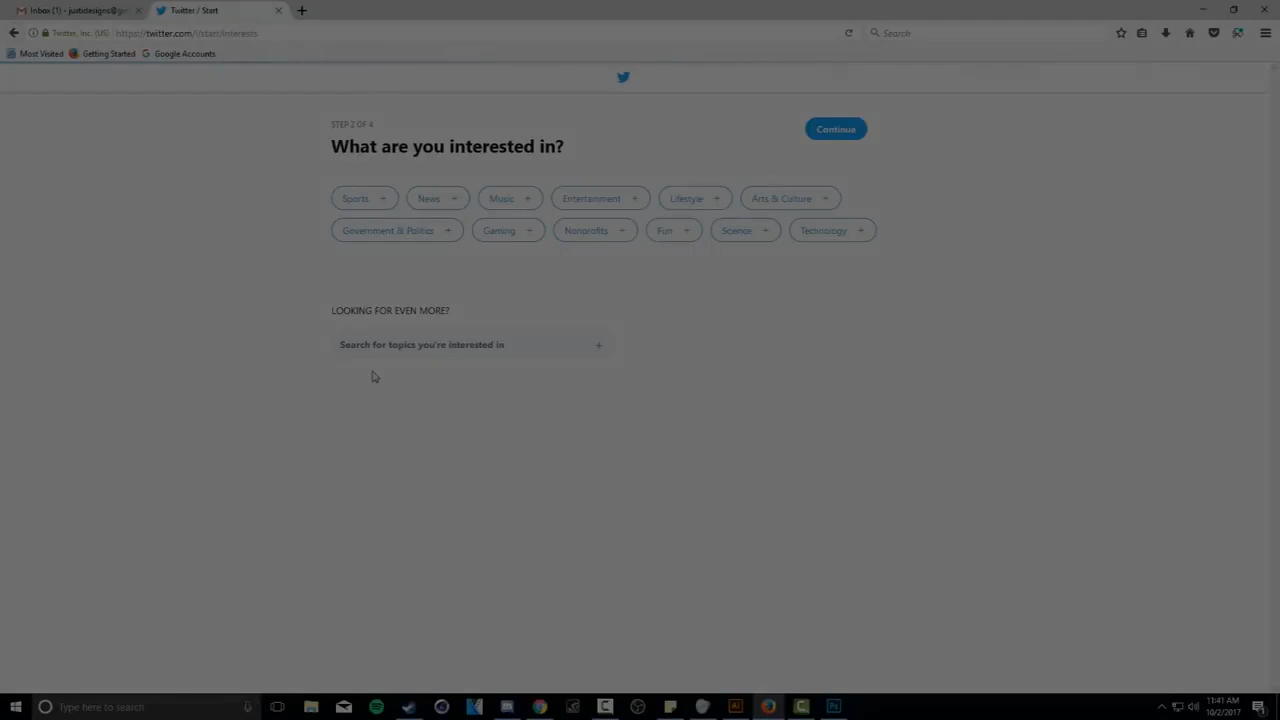 Inbox (1) - justidesigns@g
Twitter / Start
Twitter, Inc. (US)
https://twitter.com/i/start/interests
Search
Most Visited
Getting Started
Google Accounts
STEP 2 OF 4
Continue
What are you interested in?
Sports +
News +
Music +
Entertainment +
Lifestyle +
Arts & Culture +
Government & Politics +
Gaming +
Nonprofits +
Fun +
Science +
Technology +
LOOKING FOR EVEN MORE?
Search for topics you're interested in +
Type here to search
Ai
Ps
11:41 AM
10/2/2017